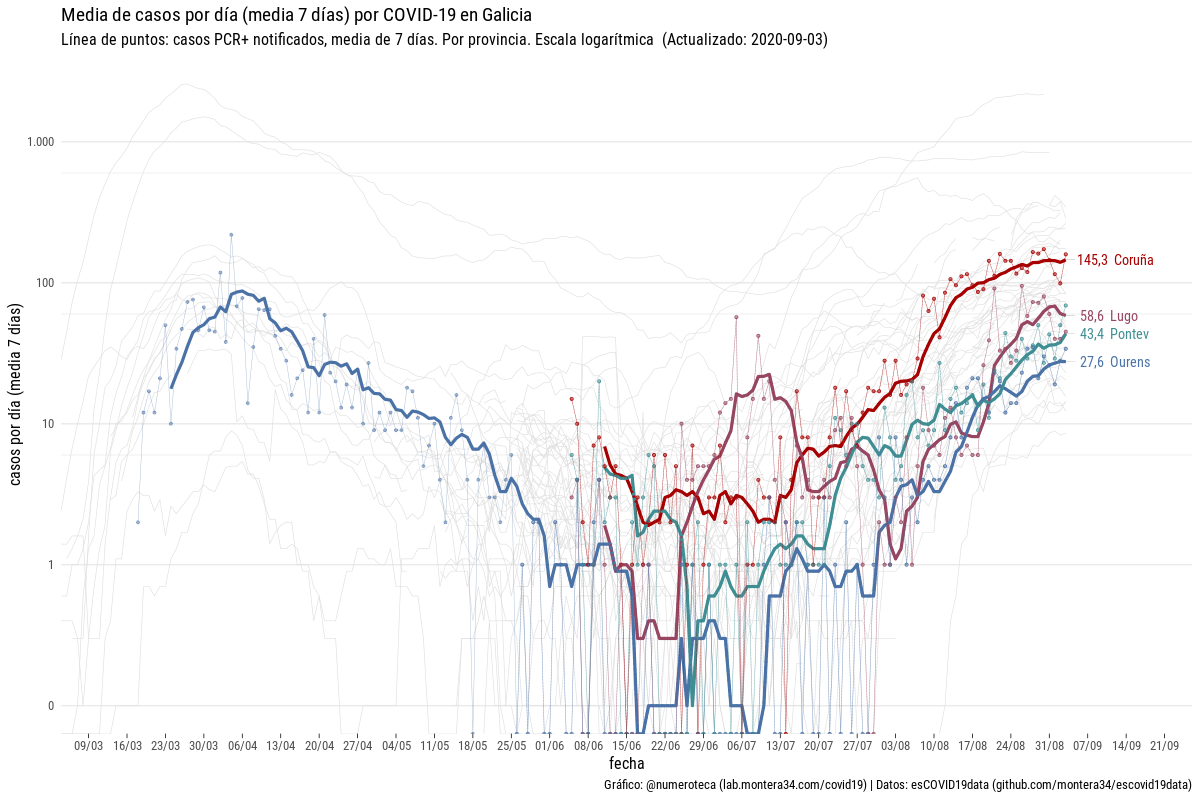 Media de casos por día (media 7 días) por COVID-19 en Galicia
Línea de puntos: casos PCR+ notificados, media de 7 días. Por provincia. Escala logarítmica (Actualizado: 2020-09-03)
casos por día (media 7 días)
1.000
100
10
1
0
145,3 Coruña
58,6 Lugo
43,4 Pontev
27,6 Ourens
09/03 16/03 23/03 30/03 06/04 13/04 20/04 27/04 04/05 11/05 18/05 25/05 01/06 08/06 15/06 22/06 29/06 06/07 13/07 20/07 27/07 03/08 10/08 17/08 24/08 31/08 07/09 14/09 21/09
fecha
Gráfico: @numeroteca (lab.montera34.com/covid19) | Datos: esCOVID19data (github.com/montera34/escovid19data)